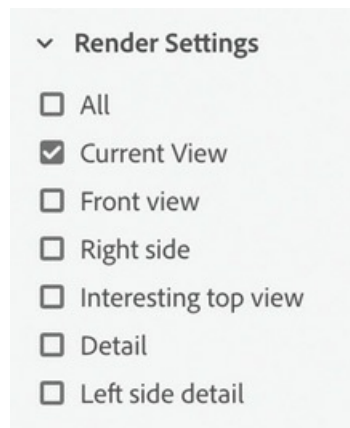 Render Settings
All
Current View
Front view
Right side
Interesting top view
Detail
Left side detail